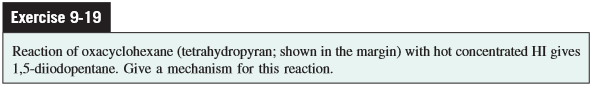 Exercise 9-19
Reaction of oxacyclohexane (tetrahydropyran; shown in the margin) with hot concentrated HI gives
1,5-diiodopentane. Give a mechanism for this reaction.